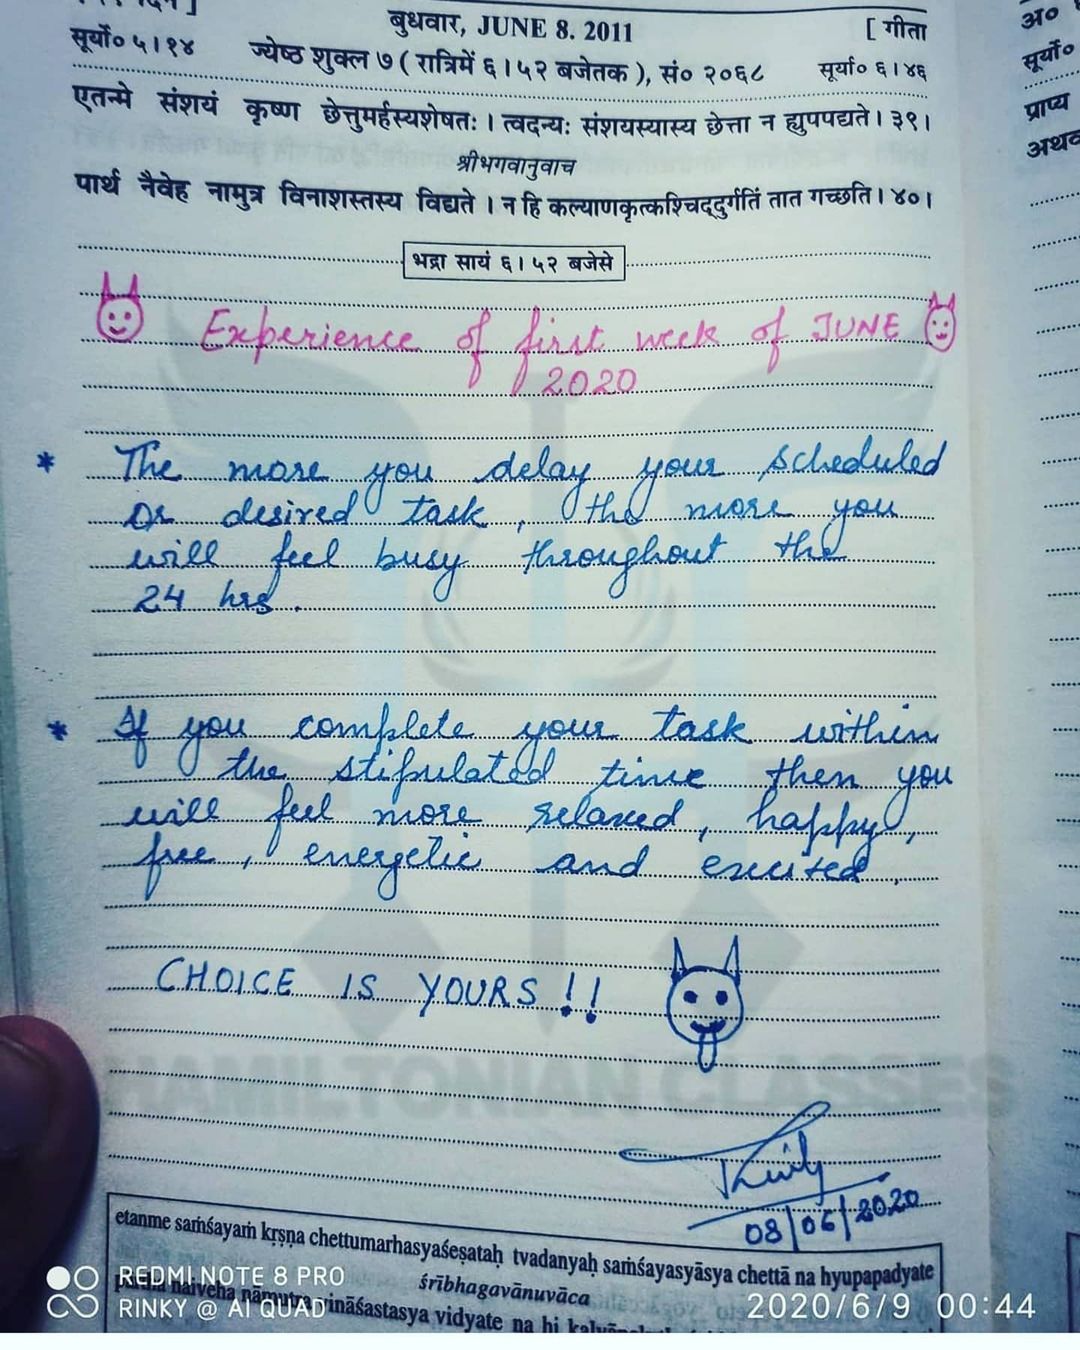 बुधवार, JUNE 8. 2011
[ गीता
सूर्यो० ५।१४ ज्येष्ठ शुक्ल ७ ( रात्रिमें ६।५२ बजेतक ), सं० २०६८ सूर्या० ६।४६
एतन्मे संशयं कृष्ण छेत्तुमर्हस्यशेषतः । त्वदन्यः संशयस्यास्य छेत्ता न ह्युपपद्यते । ३९ ।
श्रीभगवानुवाच
पार्थ नैवेह नामुत्र विनाशस्तस्य विद्यते । न हि कल्याणकृत्कश्चिद्दुर्गतिं तात गच्छति । ४० ।
भद्रा सायं ६।५२ बजेसे
Experience of first week of JUNE
2020
* The more you delay your scheduled
or desired task, the more you
will feel busy throughout the
24 hrs.
* If you complete your task within
the stipulated time then you
will feel more relaxed, happy,
free, energetic and excited.
CHOICE IS YOURS !!
HAMILTONIAN CLASSES
08/06/2020
etanme saṁśayaṁ kṛṣṇa chettumarhasyaśeṣataḥ tvadanyaḥ saṁśayasyāsya chettā na hyupapadyate
śrībhagavānuvāca
pārtha naiveha nāmutra vināśastasya vidyate na hi
REDMI NOTE 8 PRO
RINKY @ AI QUAD
2020/6/9 00:44
अ०
सूर्यो०
प्राप्य